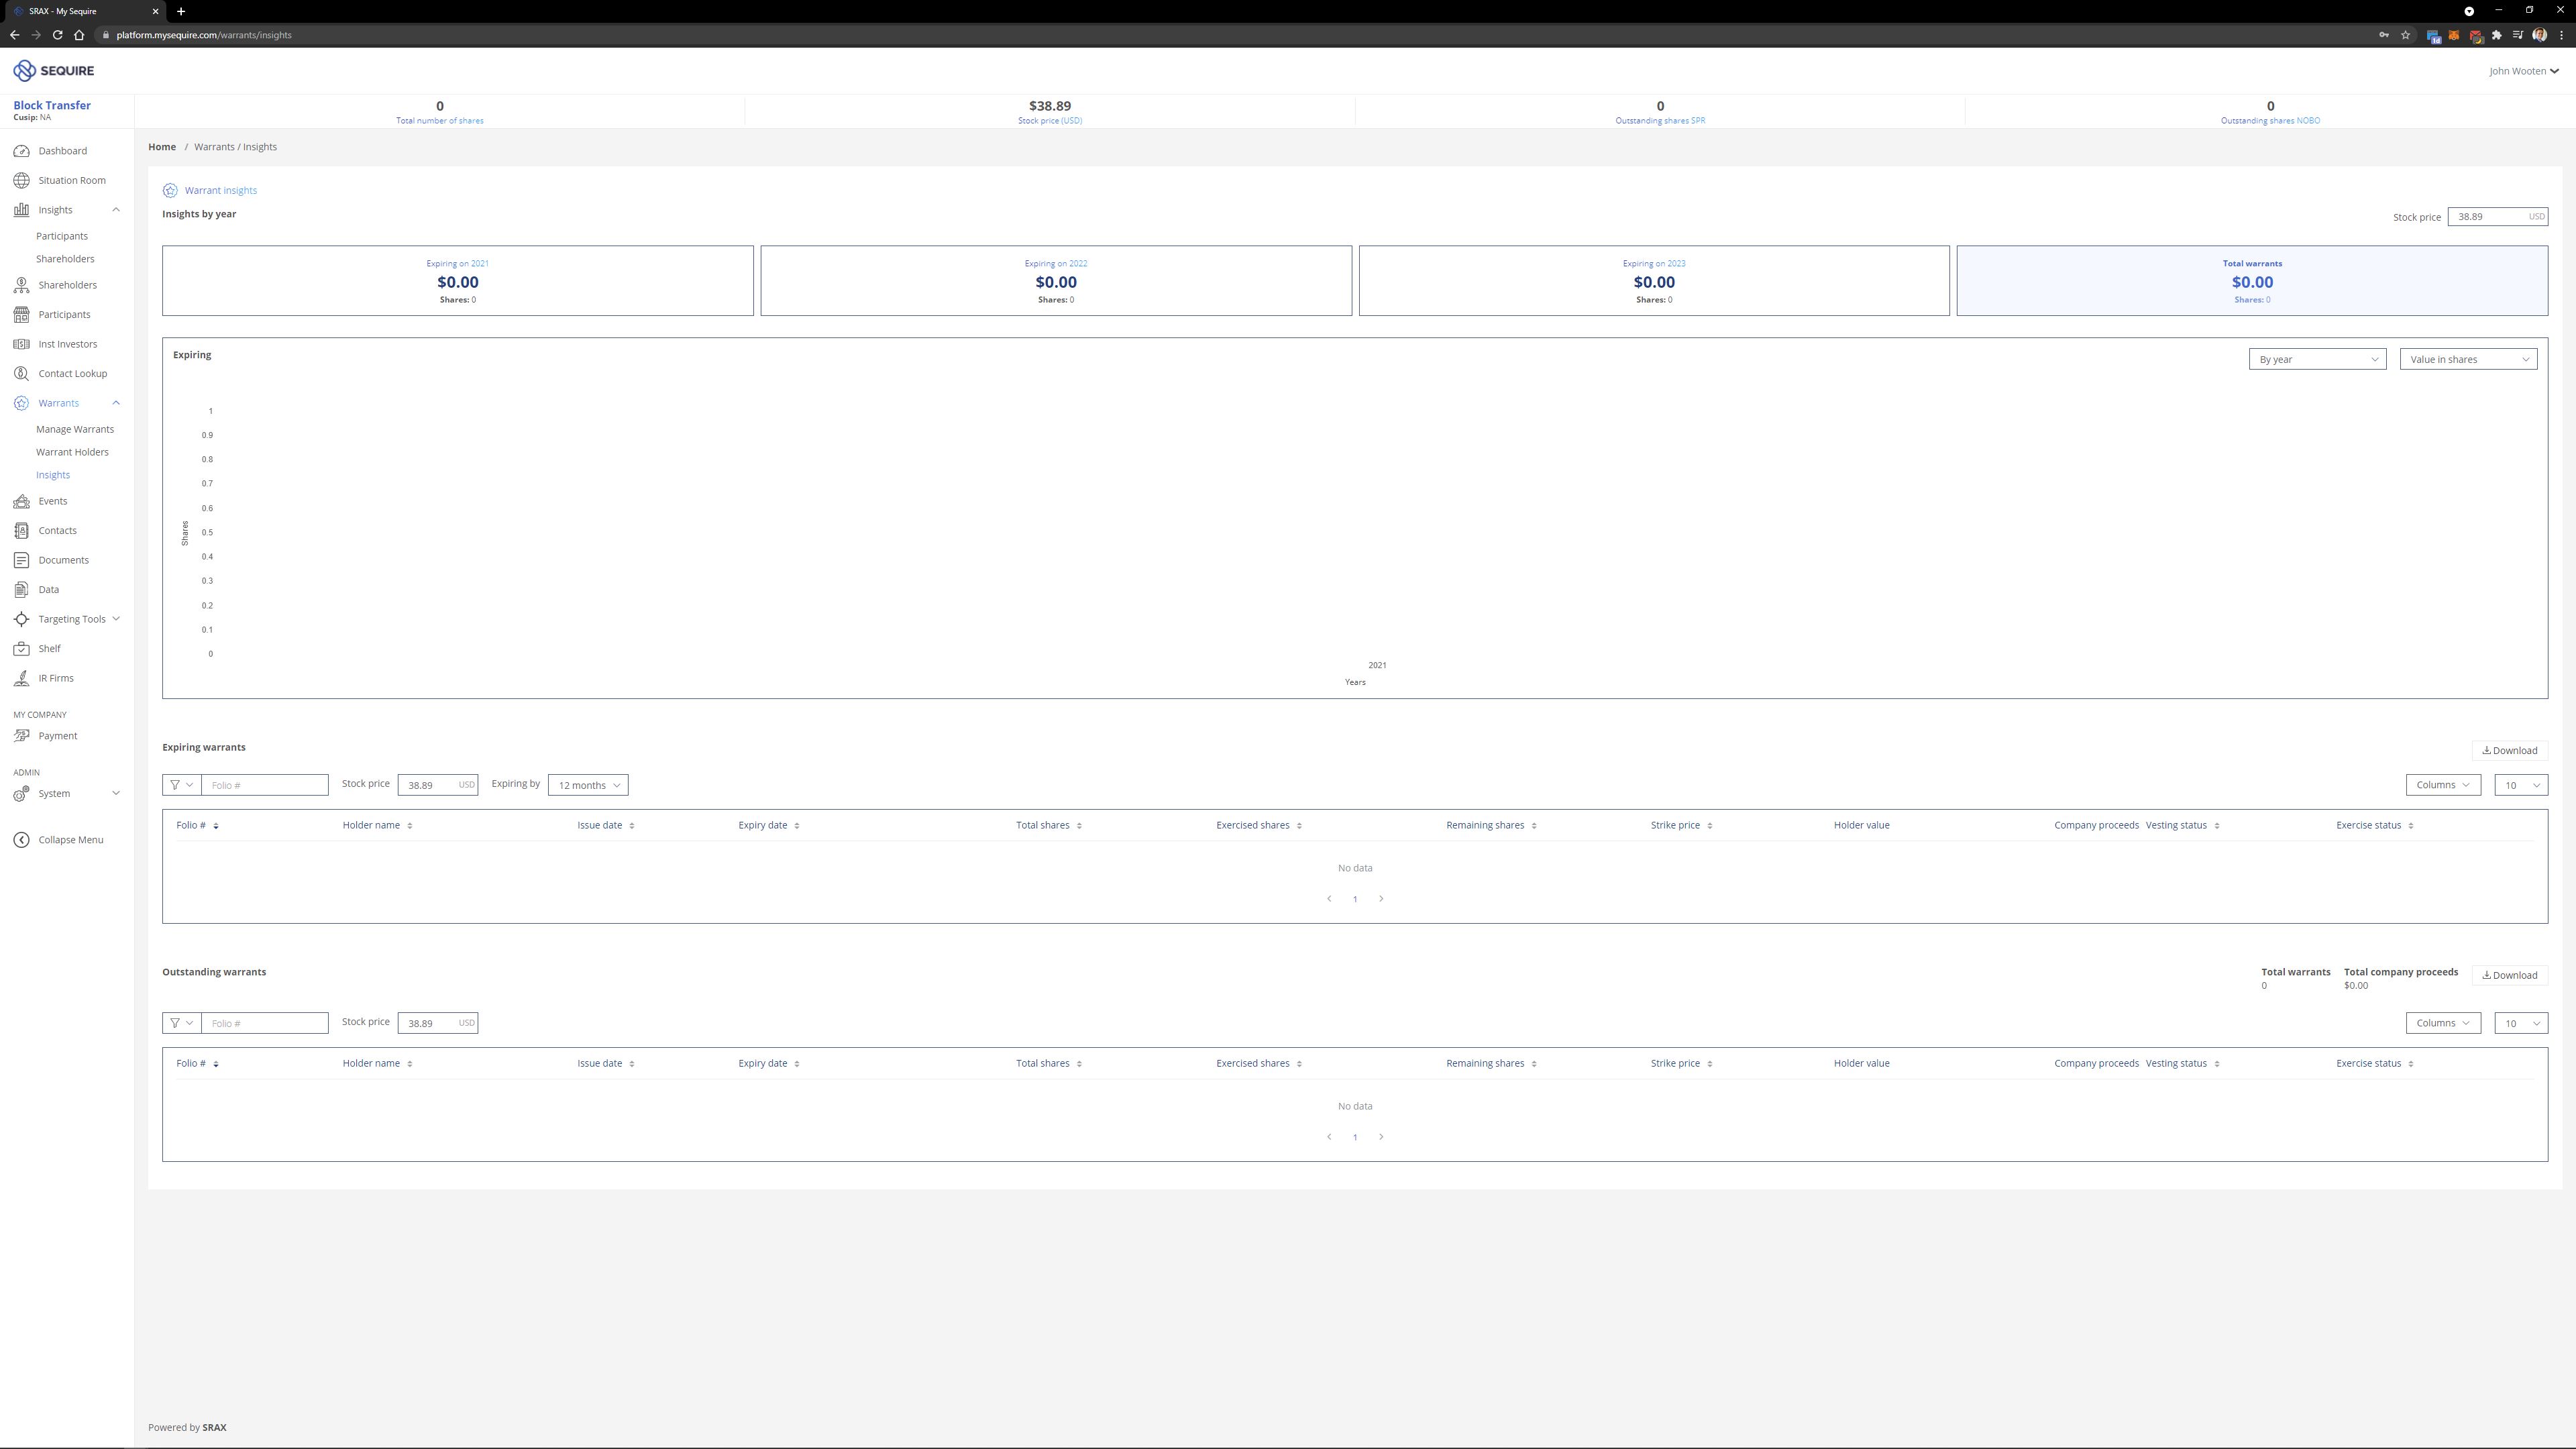 SRAX - My Sequire
platform.mysequire.com/warrants/insights
SEQUIRE
John Wooten
Block Transfer
Cusip: NA
0
Total number of shares
$38.89
Stock price (USD)
0
Outstanding shares SPR
0
Outstanding shares NOBO
Dashboard
Situation Room
Insights
Participants
Shareholders
Shareholders
Participants
Inst Investors
Contact Lookup
Warrants
Manage Warrants
Warrant Holders
Insights
Events
Contacts
Documents
Data
Targeting Tools
Shelf
IR Firms
MY COMPANY
Payment
ADMIN
System
Collapse Menu
Home / Warrants / Insights
Warrant insights
Insights by year
Stock price 38.89 USD
Expiring on 2021
$0.00
Shares: 0
Expiring on 2022
$0.00
Shares: 0
Expiring on 2023
$0.00
Shares: 0
Total warrants
$0.00
Shares: 0
Expiring
By year
Value in shares
1
0.9
0.8
0.7
0.6
0.5
0.4
0.3
0.2
0.1
0
Shares
2021
Years
Expiring warrants
Download
Folio #
Stock price 38.89 USD
Expiring by 12 months
Columns
10
Folio # Holder name Issue date Expiry date Total shares Exercised shares Remaining shares Strike price Holder value Company proceeds Vesting status Exercise status
No data
1
Outstanding warrants
Total warrants
0
Total company proceeds
$0.00
Download
Folio #
Stock price 38.89 USD
Columns
10
Folio # Holder name Issue date Expiry date Total shares Exercised shares Remaining shares Strike price Holder value Company proceeds Vesting status Exercise status
No data
1
Powered by SRAX